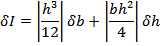 δI = |h³/12| δb + |bh²/4| δh